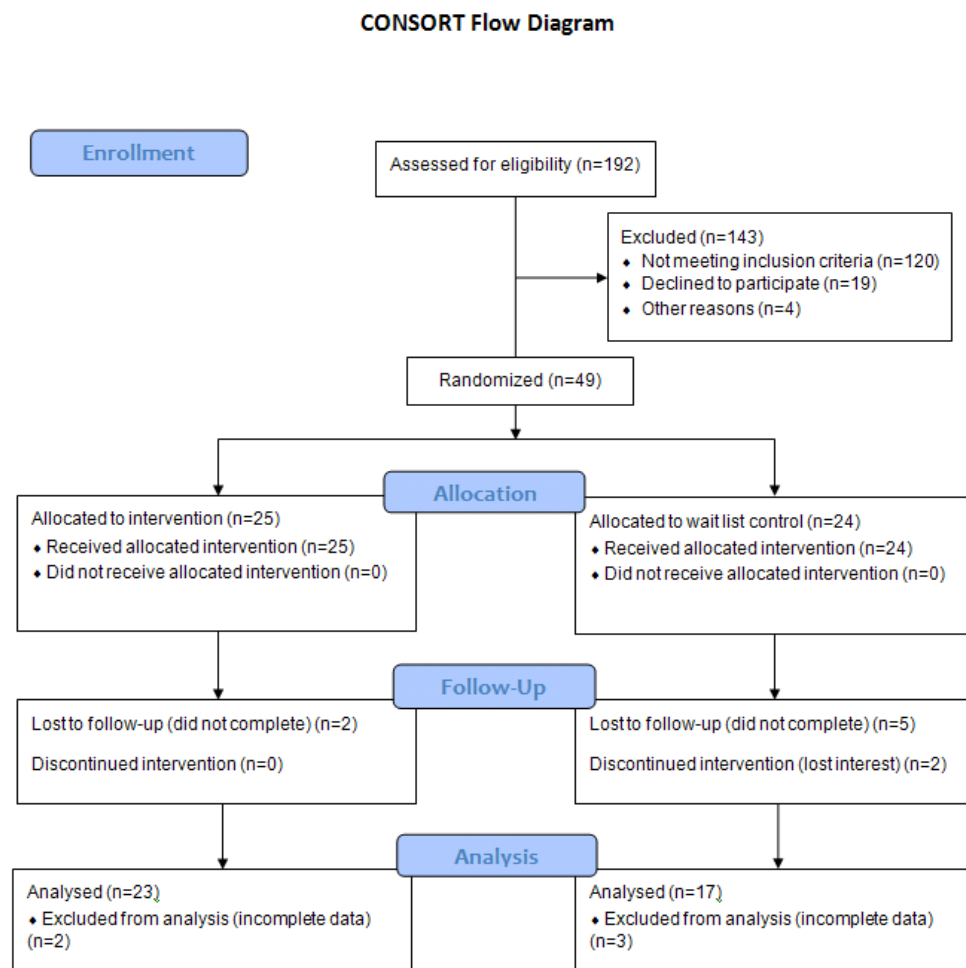 CONSORT Flow Diagram
Enrollment
Assessed for eligibility (n=192)
Excluded (n=143)
♦ Not meeting inclusion criteria (n=120)
♦ Declined to participate (n=19)
♦ Other reasons (n=4)
Randomized (n=49)
Allocation
Allocated to intervention (n=25)
♦ Received allocated intervention (n=25)
♦ Did not receive allocated intervention (n=0)
Allocated to wait list control (n=24)
♦ Received allocated intervention (n=24)
♦ Did not receive allocated intervention (n=0)
Follow-Up
Lost to follow-up (did not complete) (n=2)
Discontinued intervention (n=0)
Lost to follow-up (did not complete) (n=5)
Discontinued intervention (lost interest) (n=2)
Analysis
Analysed (n=23)
♦ Excluded from analysis (incomplete data)
(n=2)
Analysed (n=17)
♦ Excluded from analysis (incomplete data)
(n=3)